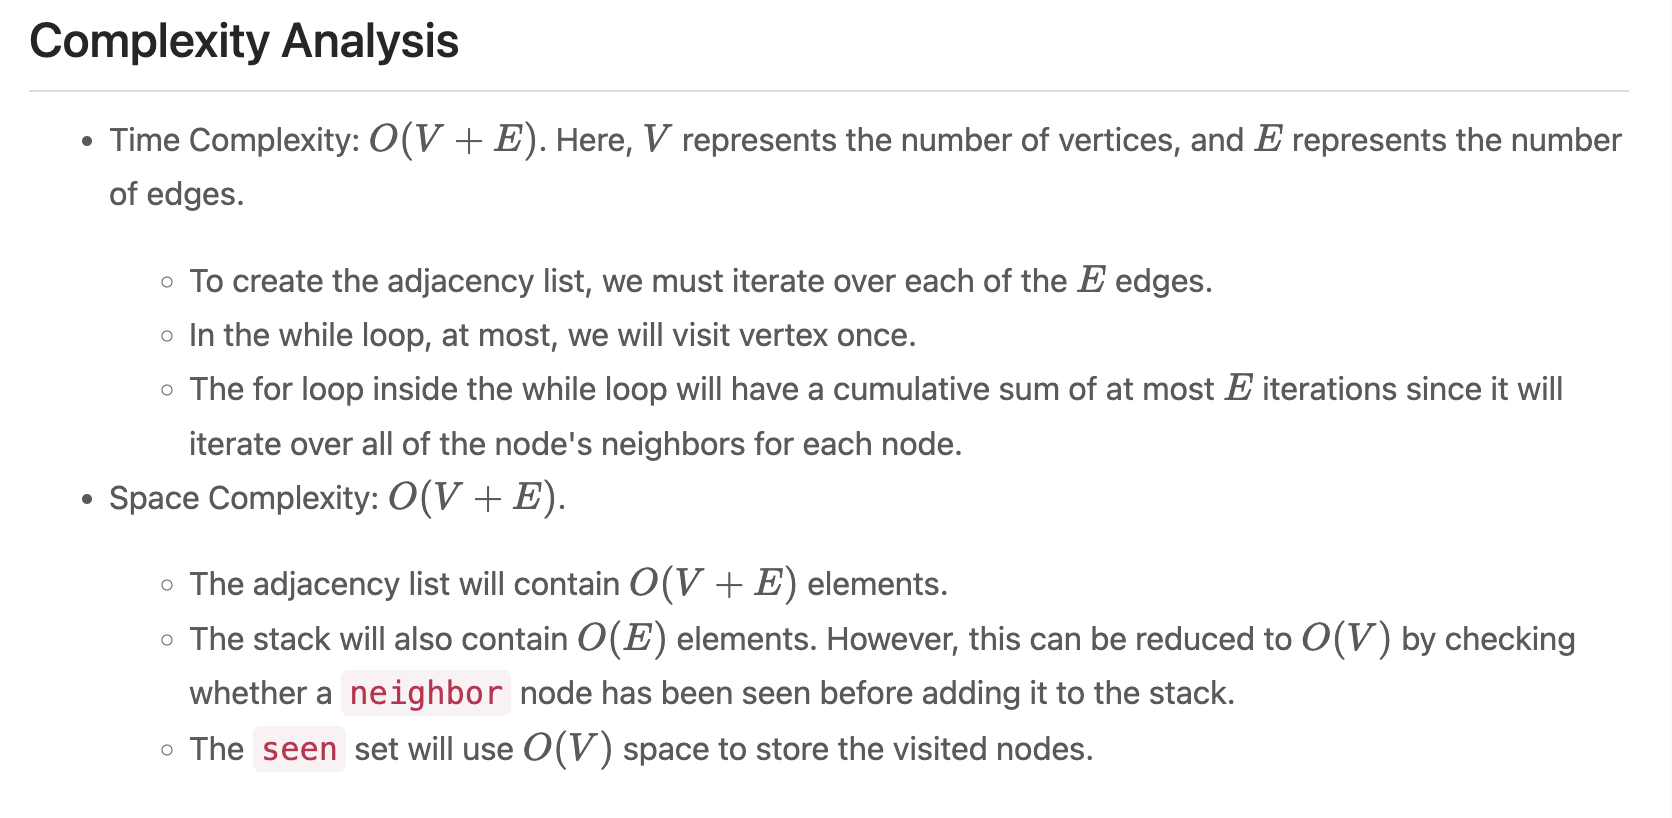 Complexity Analysis
• Time Complexity: O(V + E). Here, V represents the number of vertices, and E represents the number
of edges.
◦ To create the adjacency list, we must iterate over each of the E edges.
◦ In the while loop, at most, we will visit vertex once.
◦ The for loop inside the while loop will have a cumulative sum of at most E iterations since it will
iterate over all of the node's neighbors for each node.
• Space Complexity: O(V + E).
◦ The adjacency list will contain O(V + E) elements.
◦ The stack will also contain O(E) elements. However, this can be reduced to O(V) by checking
whether a neighbor node has been seen before adding it to the stack.
◦ The seen set will use O(V) space to store the visited nodes.